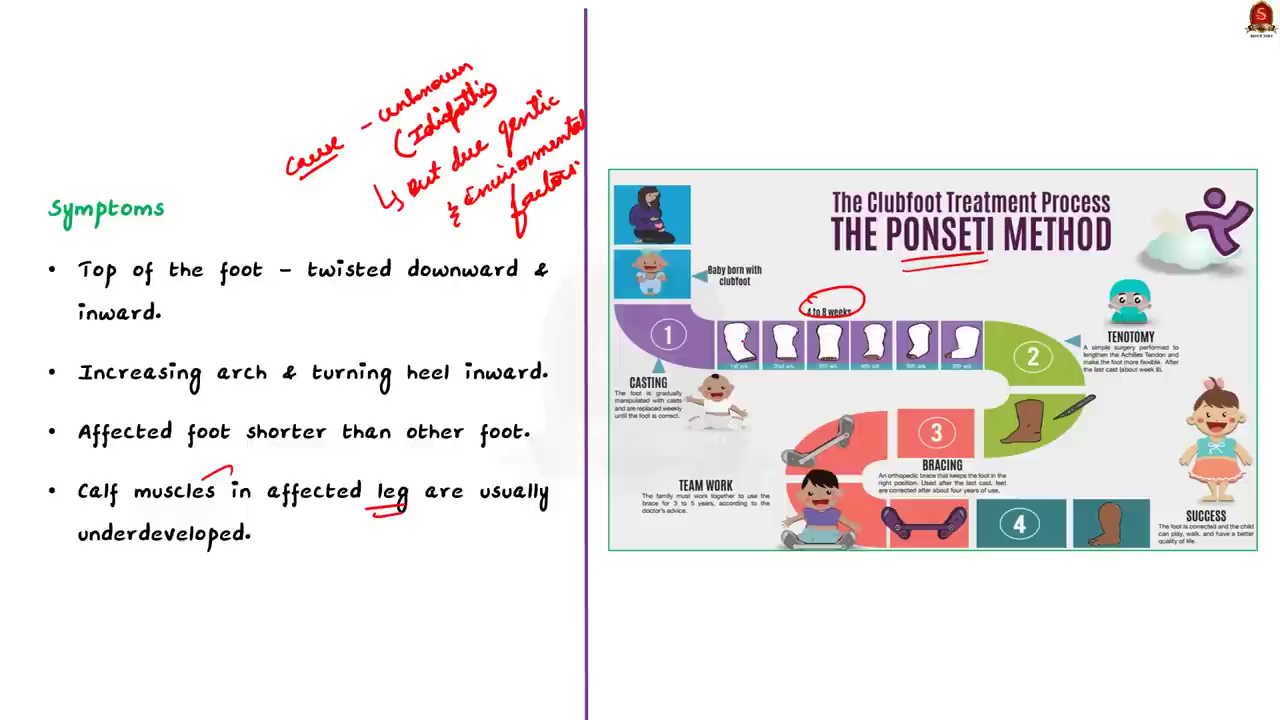 cause - unknown
(Idiopathic
↳ But due gentic
& Environmental
factors
Symptoms
• Top of the foot – twisted downward &
inward.
• Increasing arch & turning heel inward.
• Affected foot shorter than other foot.
• Calf muscles in affected leg are usually
underdeveloped.
The Clubfoot Treatment Process
THE PONSETI METHOD
Baby born with
clubfoot
4 to 8 weeks
1
CASTING
The foot is gradually
manipulated with casts
and are replaced weekly
until the foot is correct.
2
TENOTOMY
A simple surgery performed to
lengthen the Achilles Tendon and
make the foot more flexible. After
the last cast (about week 8).
3
BRACING
An orthopedic brace that keeps the foot in the
right position. Used after the last cast, feet
are corrected after about four years of use.
TEAM WORK
The family must work together to use the
brace for 3 to 5 years, according to the
doctor's advice.
4
SUCCESS
The foot is corrected and the child
can play, walk, and have a better
quality of life.